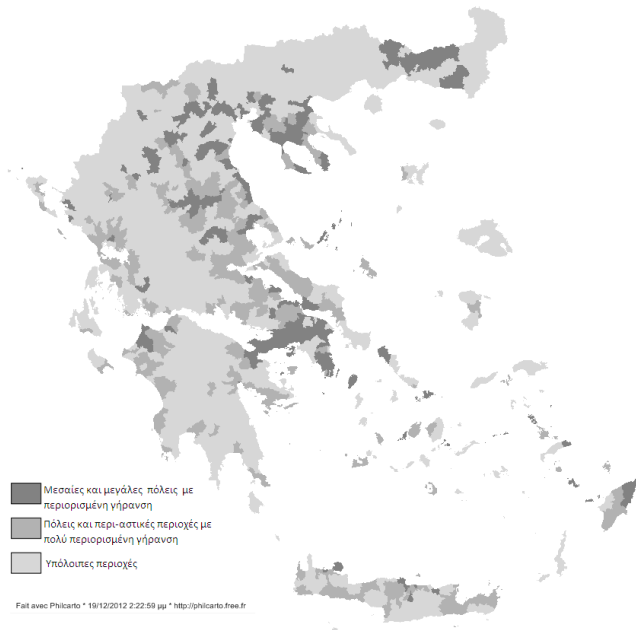 Μεσαίες και μεγάλες πόλεις με
περιορισμένη γήρανση
Πόλεις και περι-αστικές περιοχές με
πολύ περιορισμένη γήρανση
Υπόλοιπες περιοχές
Fait avec Philcarto * 19/12/2012 2:22:59 μμ * http://philcarto.free.fr